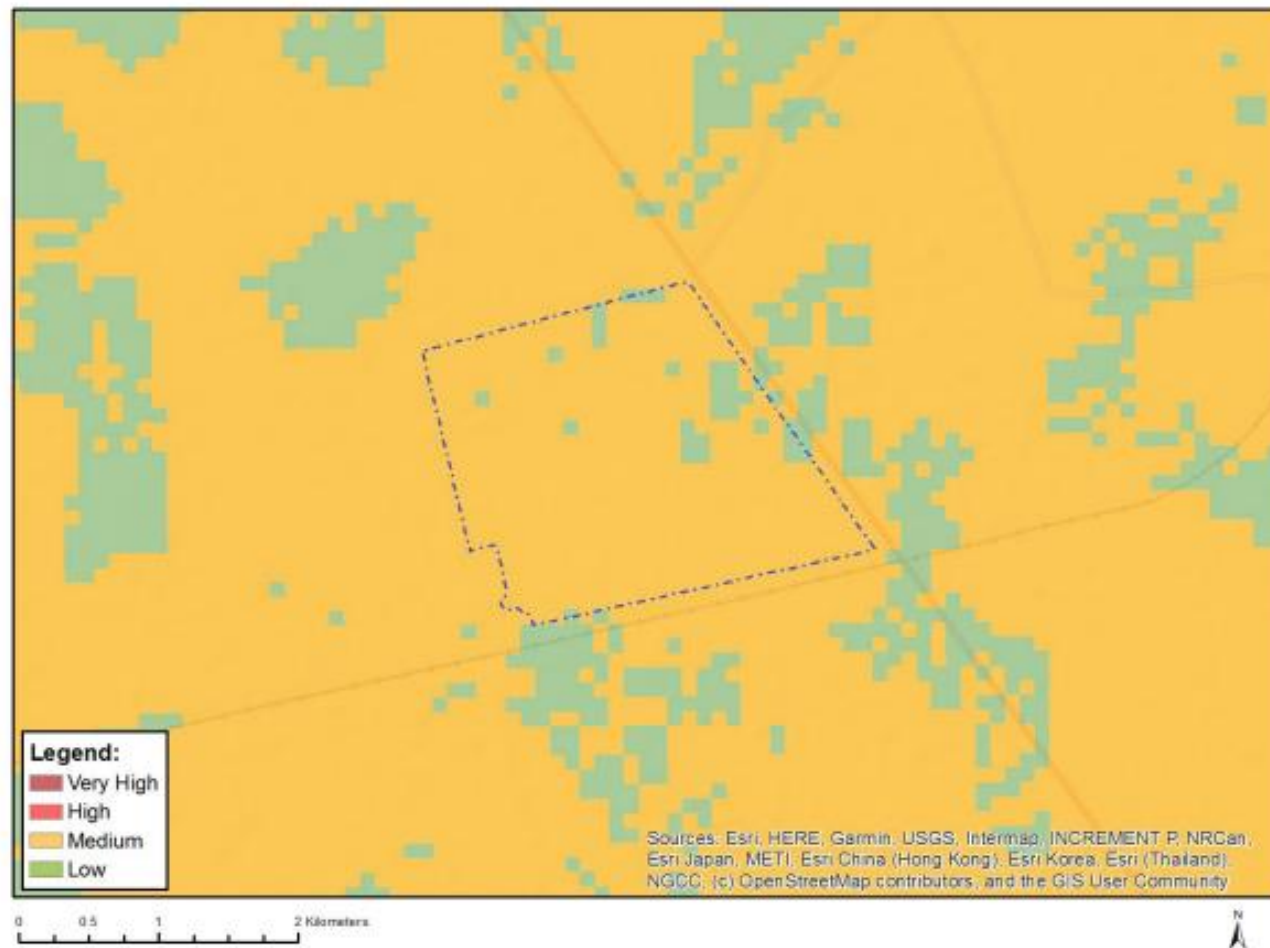 Legend:
Very High
High
Medium
Low
Sources: Esri, HERE, Garmin, USGS, Intermap, INCREMENT P, NRCan,
Esri Japan, METI, Esri China (Hong Kong), Esri Korea, Esri (Thailand),
NGCC, (c) OpenStreetMap contributors, and the GIS User Community
0 0.5 1 2 Kilometers
N